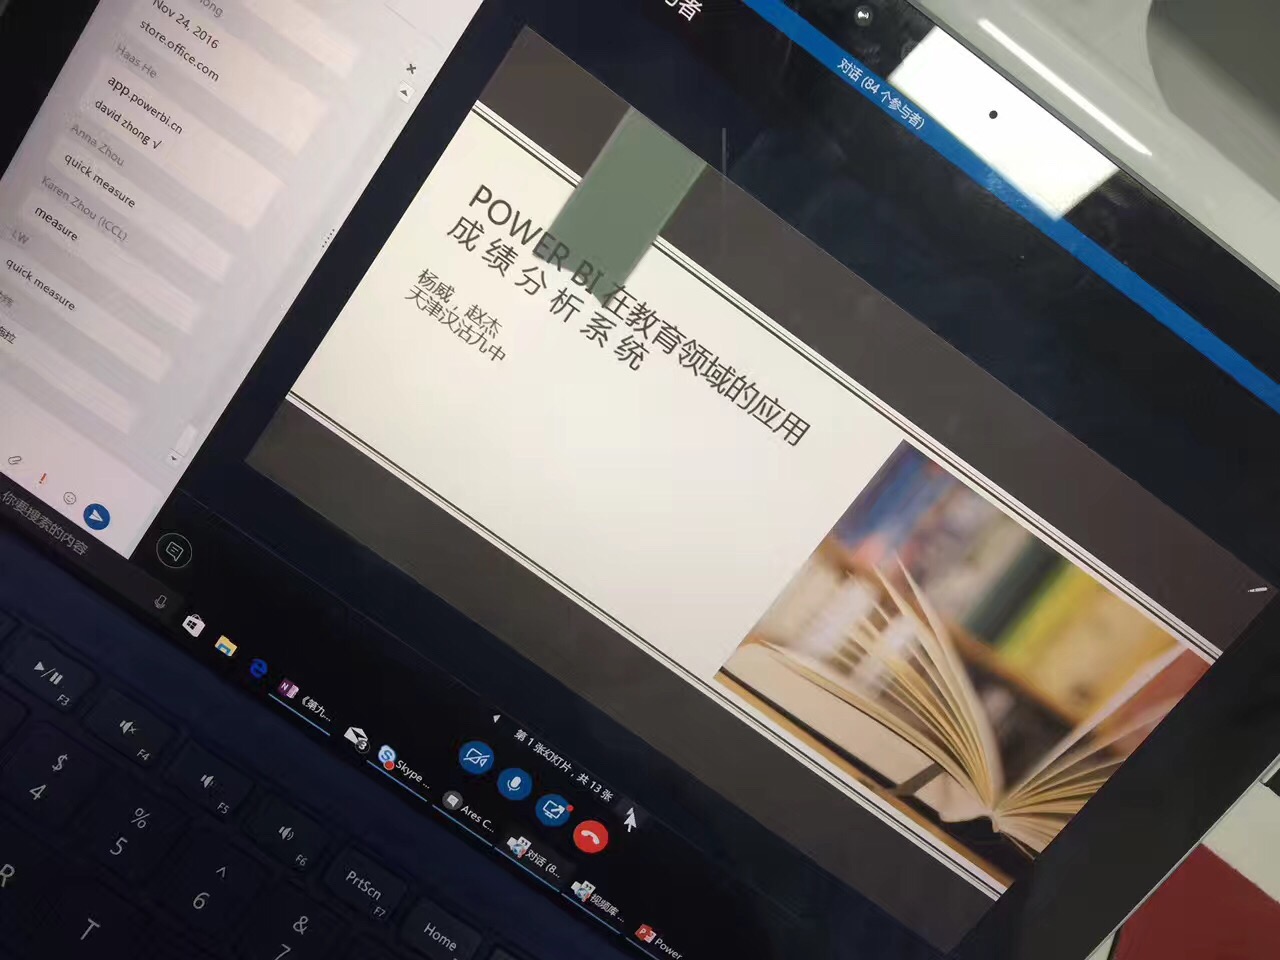 Nov 24, 2016
store.office.com
Haas He
app.powerbi.cn
david zhong √
Anna Zhou
quick measure
Karen Zhou (ICCL)
measure
LW
quick measure
你要搜索的内容
对话 (84 个参与者)
POWER BI 在教育领域的应用
成 绩 分 析 系 统
杨威，赵杰
天津汉沽九中
第 1 张幻灯片，共 13 张
《第九...
3
Skype ...
Ares C...
对话 (8...
视频库 ...
Power
F3
F4
F5
F6
PrtScn
F7
Home
$
4
%
5
^
6
&
7
R
T